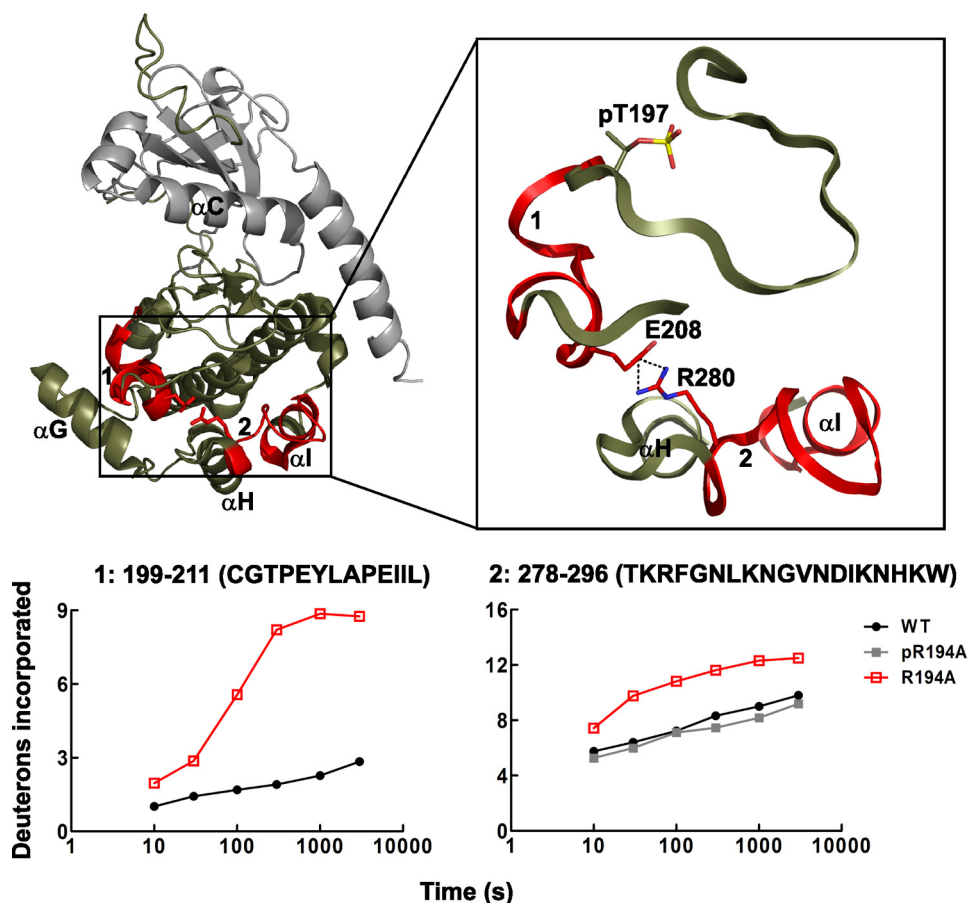 αC
1
2
αG
αI
αH
pT197
1
E208
R280
αH
αI
2
1: 199-211 (CGTPEYLAPEIIL)
Deuterons incorporated
9
6
3
0
1 10 100 1000 10000
2: 278-296 (TKRFGNLKNGVNDIKNHKW)
16
12
8
4
0
1 10 100 1000 10000
WT
pR194A
R194A
Time (s)